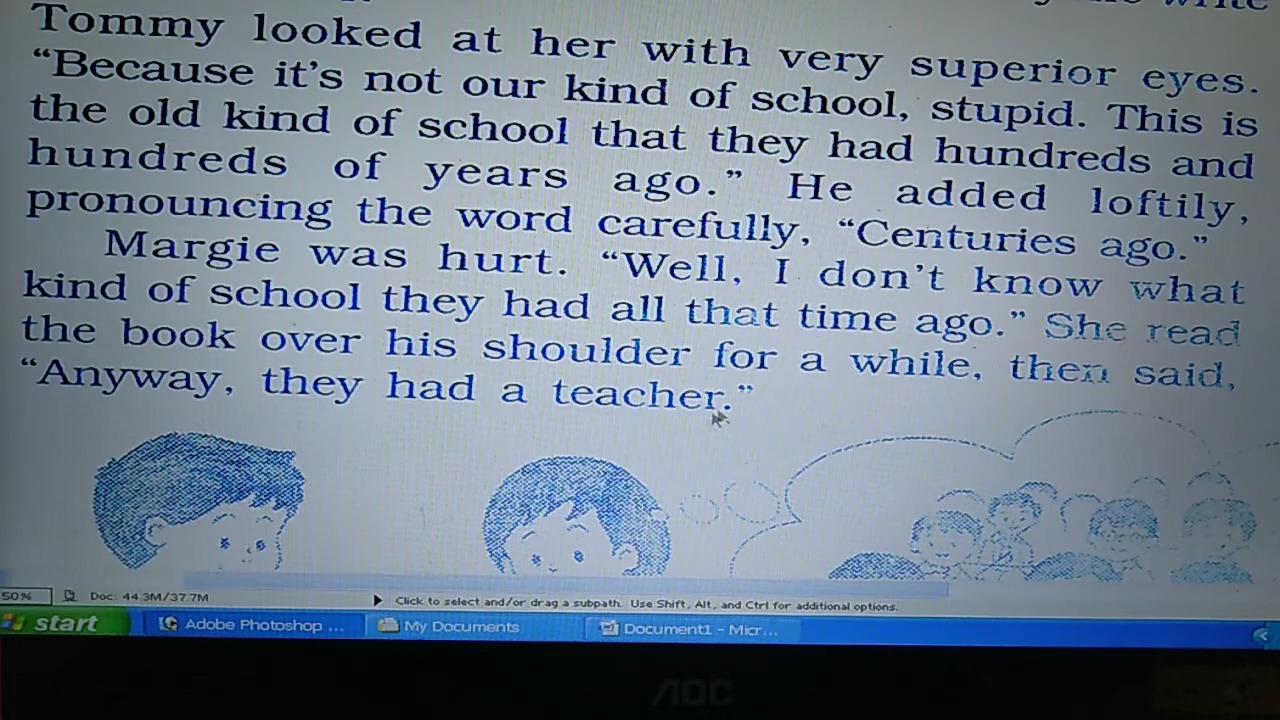 Tommy looked at her with very superior eyes.
“Because it’s not our kind of school, stupid. This is
the old kind of school that they had hundreds and
hundreds of years ago.” He added loftily,
pronouncing the word carefully, “Centuries ago.”
Margie was hurt. “Well, I don’t know what
kind of school they had all that time ago.” She read
the book over his shoulder for a while, then said,
“Anyway, they had a teacher.”
50% Doc: 44.3M/37.7M Click to select and/or drag a subpath. Use Shift, Alt, and Ctrl for additional options.
start Adobe Photoshop ... My Documents Document1 - Micr...
AOC